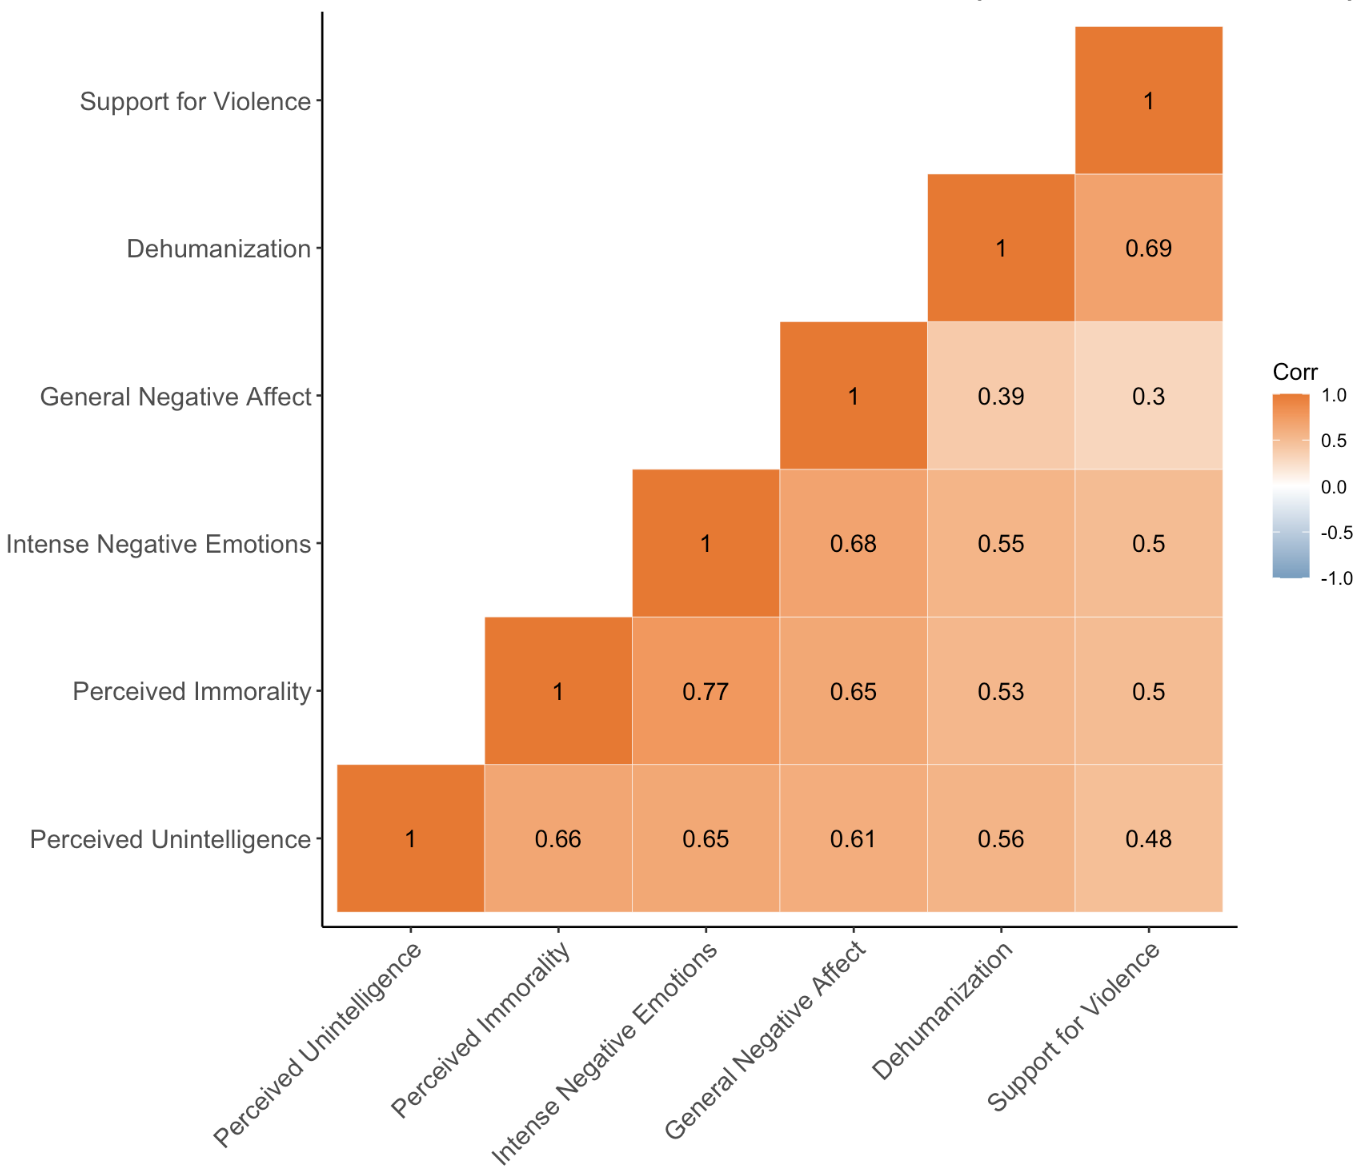 Support for Violence
1
Dehumanization
1 0.69
General Negative Affect
1 0.39 0.3
Intense Negative Emotions
1 0.68 0.55 0.5
Perceived Immorality
1 0.77 0.65 0.53 0.5
Perceived Unintelligence
1 0.66 0.65 0.61 0.56 0.48
Perceived Unintelligence
Perceived Immorality
Intense Negative Emotions
General Negative Affect
Dehumanization
Support for Violence
Corr
1.0
0.5
0.0
-0.5
-1.0